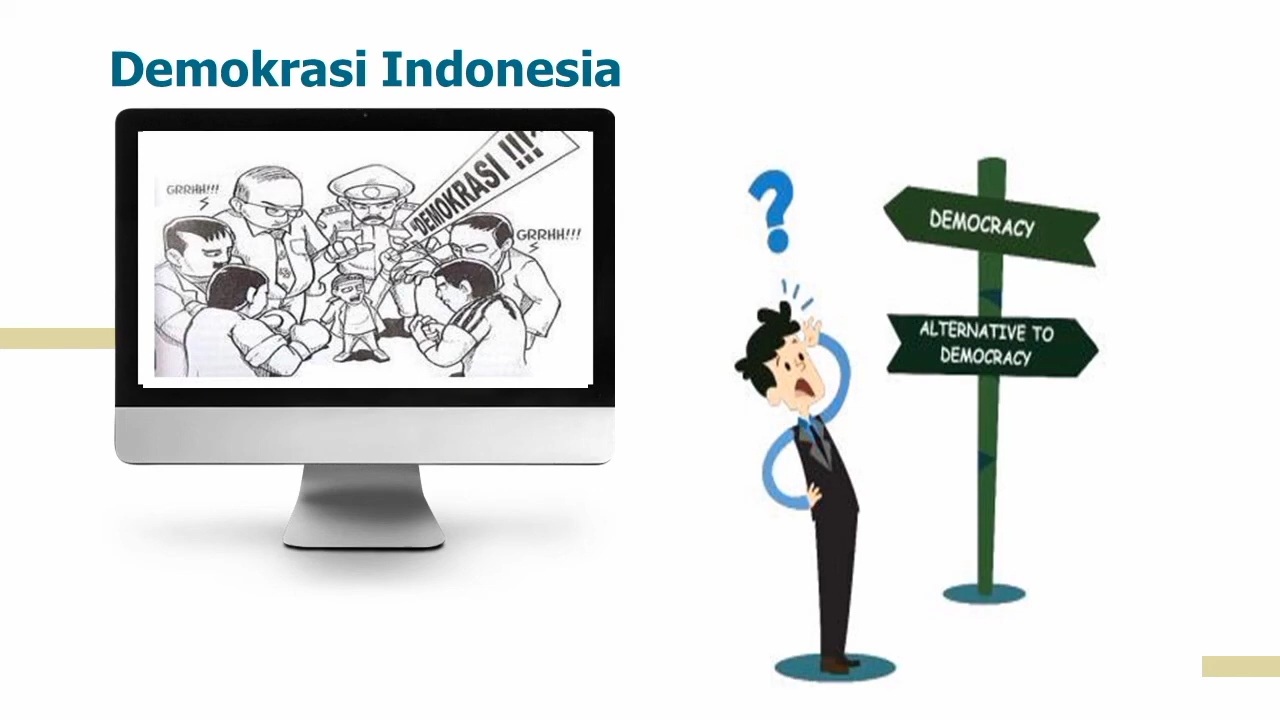 Demokrasi Indonesia
GRRHH!!!
"DEMOKRASI !!!"
GRRHH!!!
DEMOCRACY
ALTERNATIVE TO
DEMOCRACY